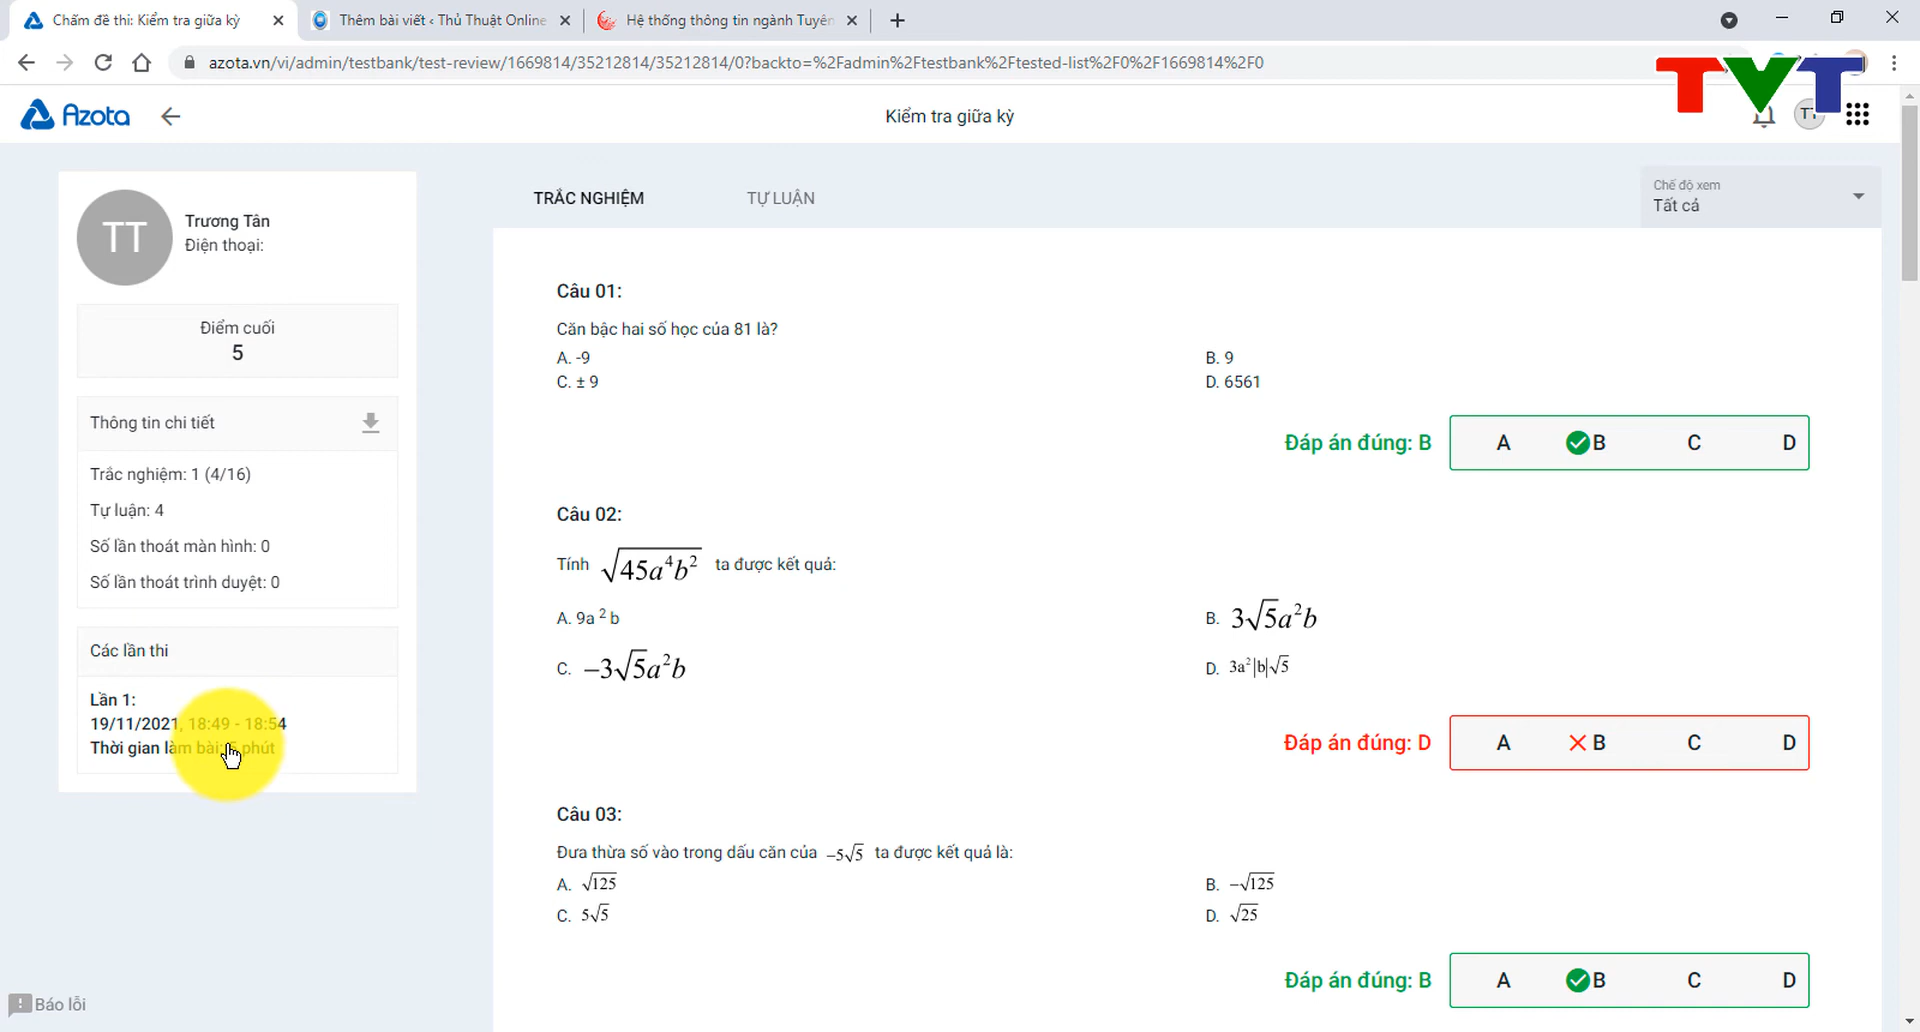 Chấm đề thi: Kiểm tra giữa kỳ
Thêm bài viết ‹ Thủ Thuật Online
Hệ thống thông tin ngành Tuyên
azota.vn/vi/admin/testbank/test-review/1669814/35212814/35212814/0?backto=%2Fadmin%2Ftestbank%2Ftested-list%2F0%2F1669814%2F0
TVT
Azota
Kiểm tra giữa kỳ
TT
Trương Tân
Điện thoại:
Điểm cuối
5
Thông tin chi tiết
Trắc nghiệm: 1 (4/16)
Tự luận: 4
Số lần thoát màn hình: 0
Số lần thoát trình duyệt: 0
Các lần thi
Lần 1:
19/11/2021, 18:49 - 18:54
Thời gian làm bài: 5 phút
Báo lỗi
TRẮC NGHIỆM
TỰ LUẬN
Chế độ xem
Tất cả
Câu 01:
Căn bậc hai số học của 81 là?
A. -9
B. 9
C. ± 9
D. 6561
Đáp án đúng: B A B C D
Câu 02:
Tính √45a⁴b² ta được kết quả:
A. 9a ² b
B. 3√5a²b
C. −3√5a²b
D. 3a²|b|√5
Đáp án đúng: D A B C D
Câu 03:
Đưa thừa số vào trong dấu căn của −5√5 ta được kết quả là:
A. √125
B. −√125
C. 5√5
D. √25
Đáp án đúng: B A B C D